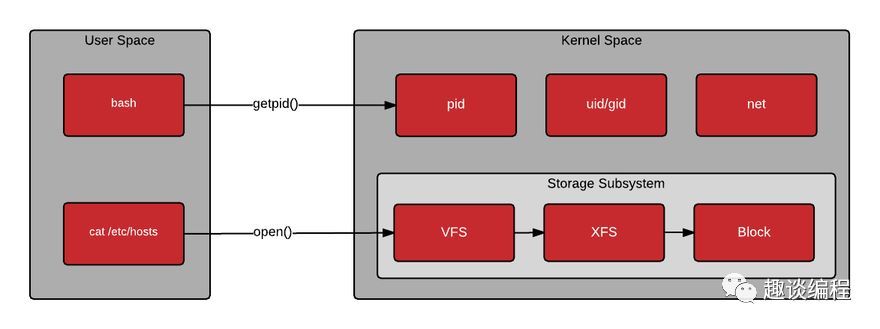 User Space
Kernel Space
bash
getpid()
pid
uid/gid
net
Storage Subsystem
cat /etc/hosts
open()
VFS
XFS
Block
趣谈编程